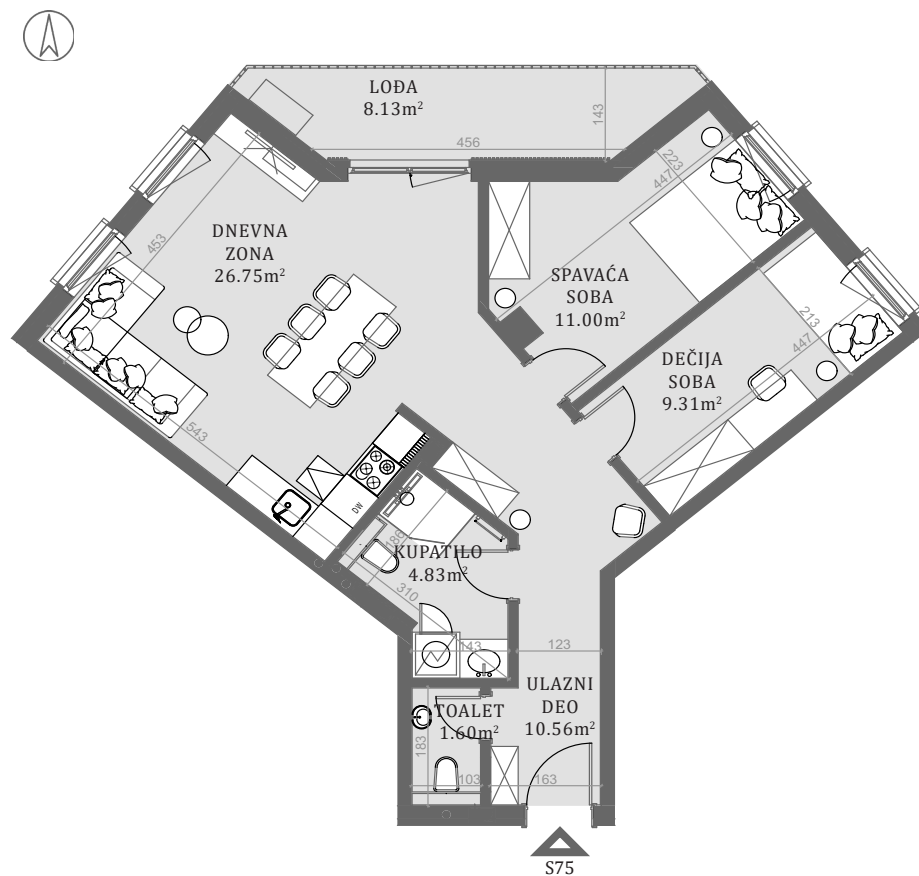 LOĐA
8.13m²
143
456
223
447
DNEVNA
ZONA
26.75m²
453
SPAVAĆA
SOBA
11.00m²
213
447
DEČIJA
SOBA
9.31m²
543
DW
186
KUPATILO
4.83m²
310
143
123
ULAZNI
DEO
10.56m²
TOALET
1.60m²
183
103
163
S75